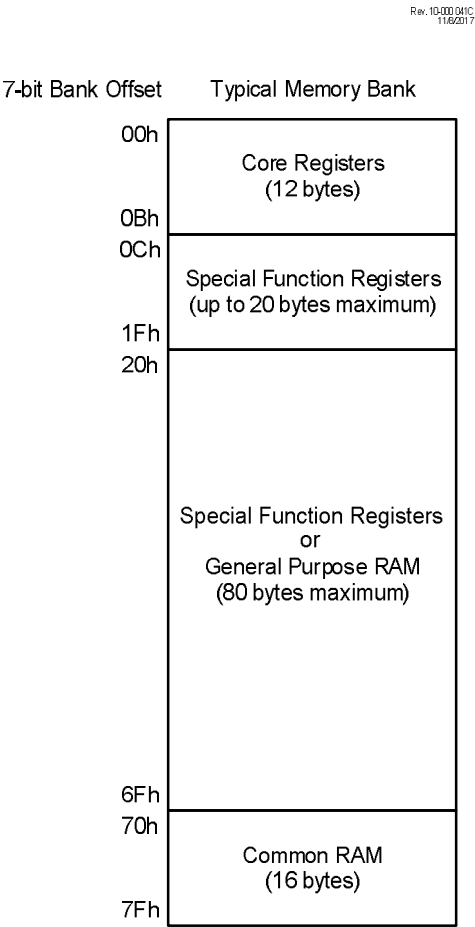 Rev. 10-000 041C
11/8/2017
7-bit Bank Offset Typical Memory Bank
00h
Core Registers
(12 bytes)
0Bh
0Ch
Special Function Registers
(up to 20 bytes maximum)
1Fh
20h
Special Function Registers
or
General Purpose RAM
(80 bytes maximum)
6Fh
70h
Common RAM
(16 bytes)
7Fh